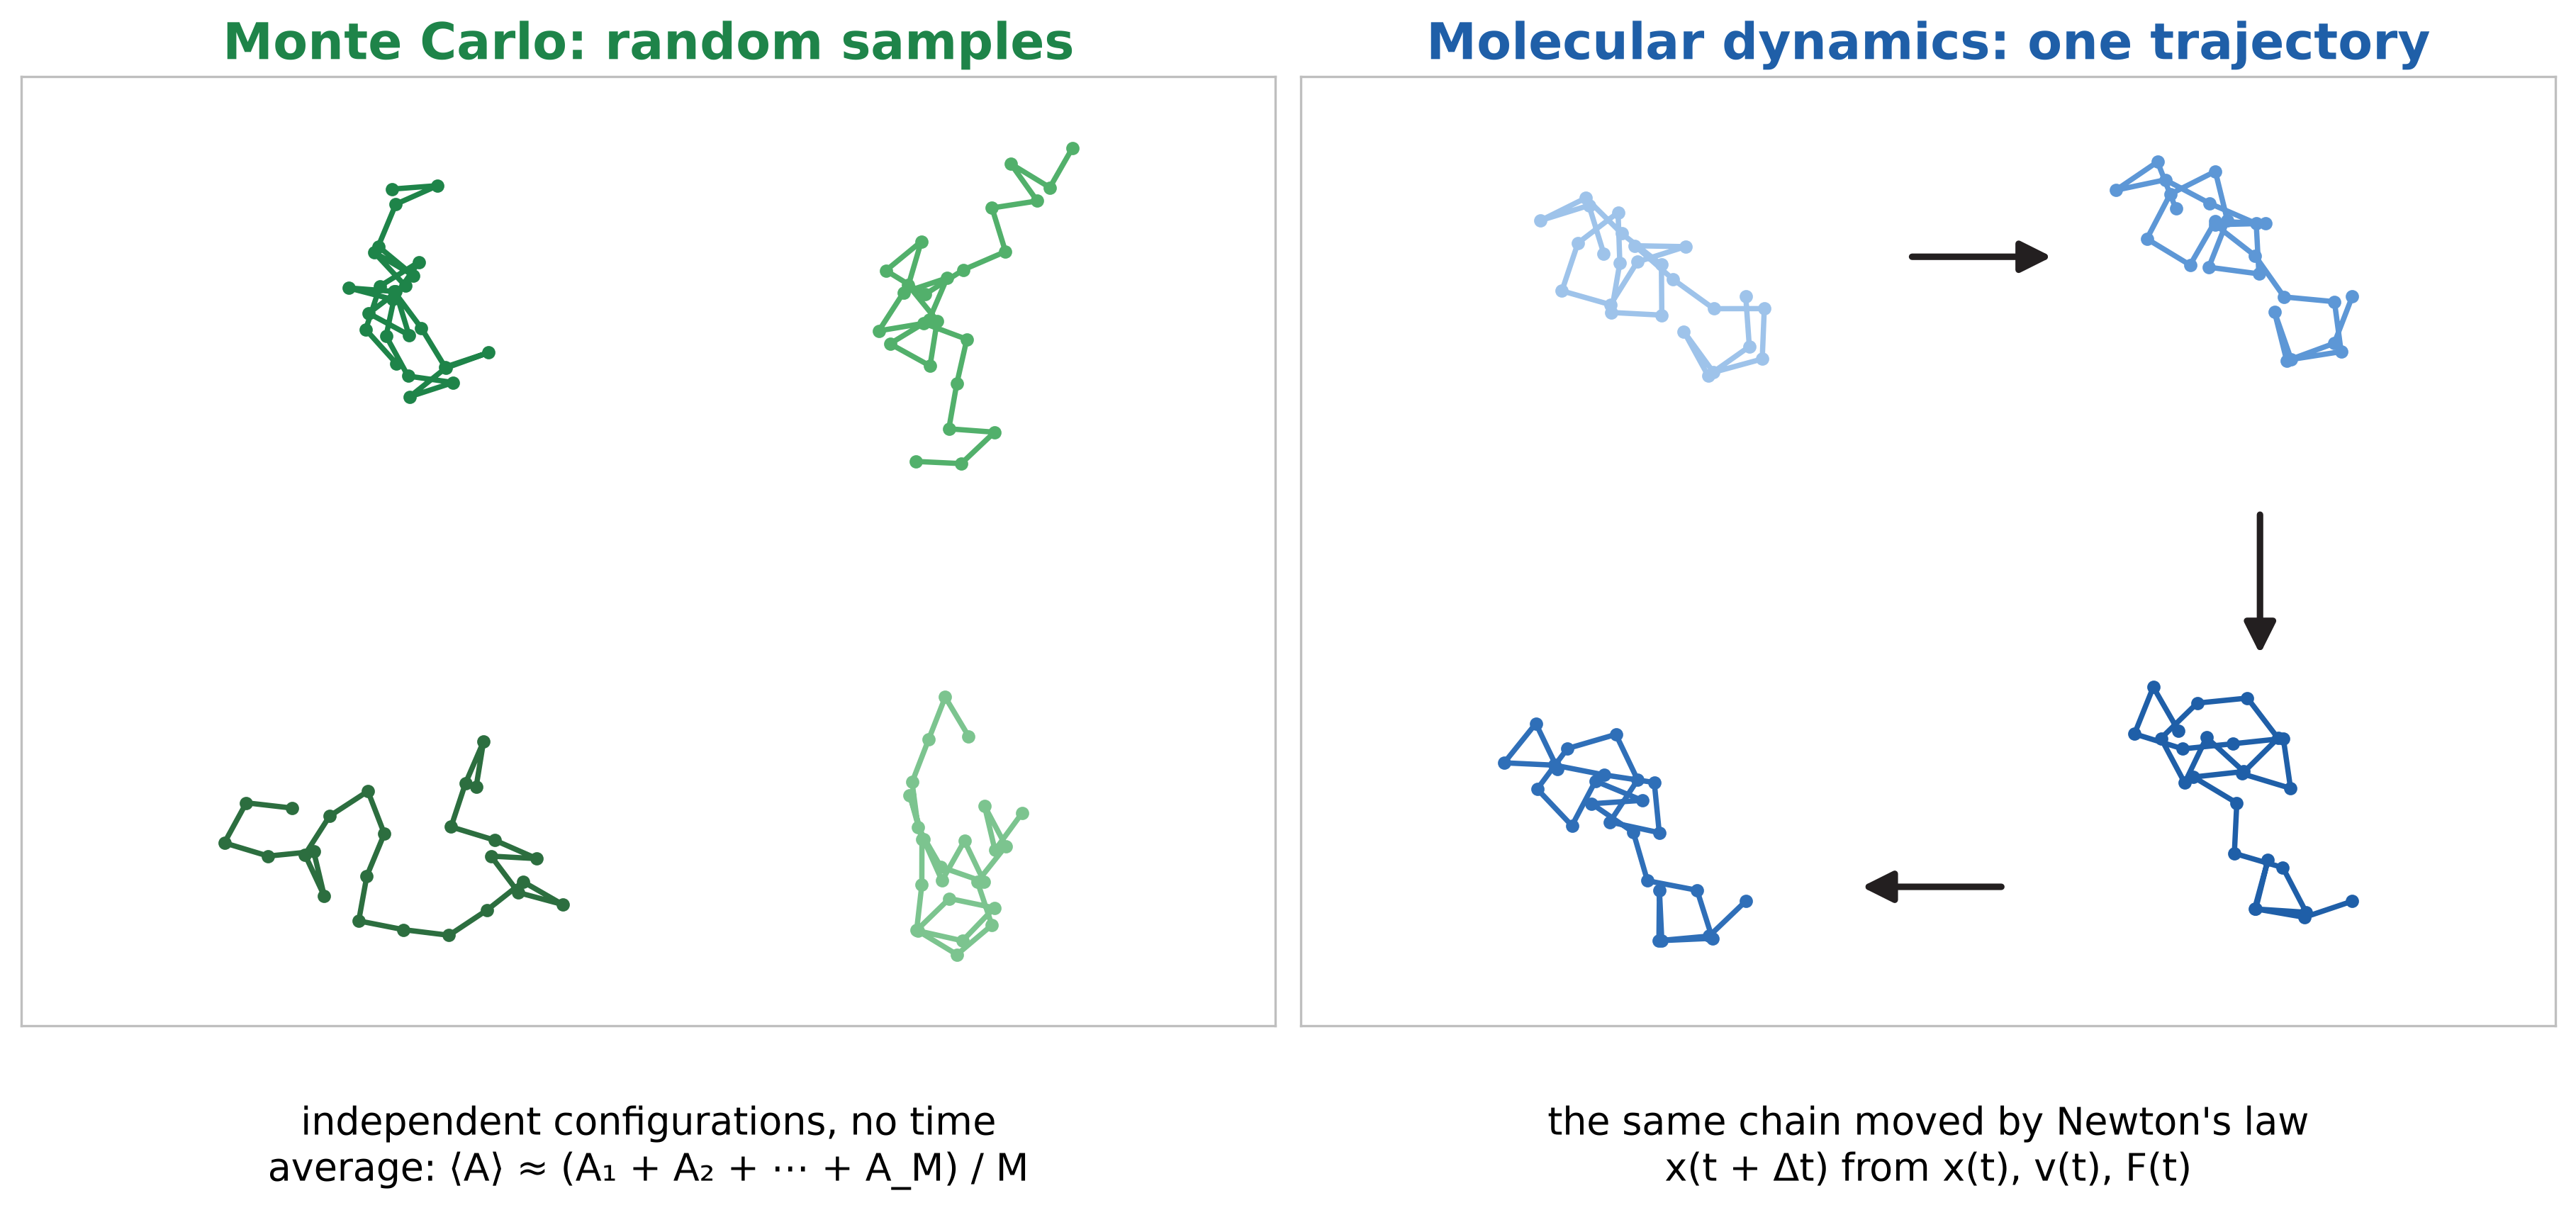 Monte Carlo: random samples
Molecular dynamics: one trajectory
independent configurations, no time
average: ⟨A⟩ ≈ (A₁ + A₂ + ··· + A_M) / M
the same chain moved by Newton's law
x(t + Δt) from x(t), v(t), F(t)